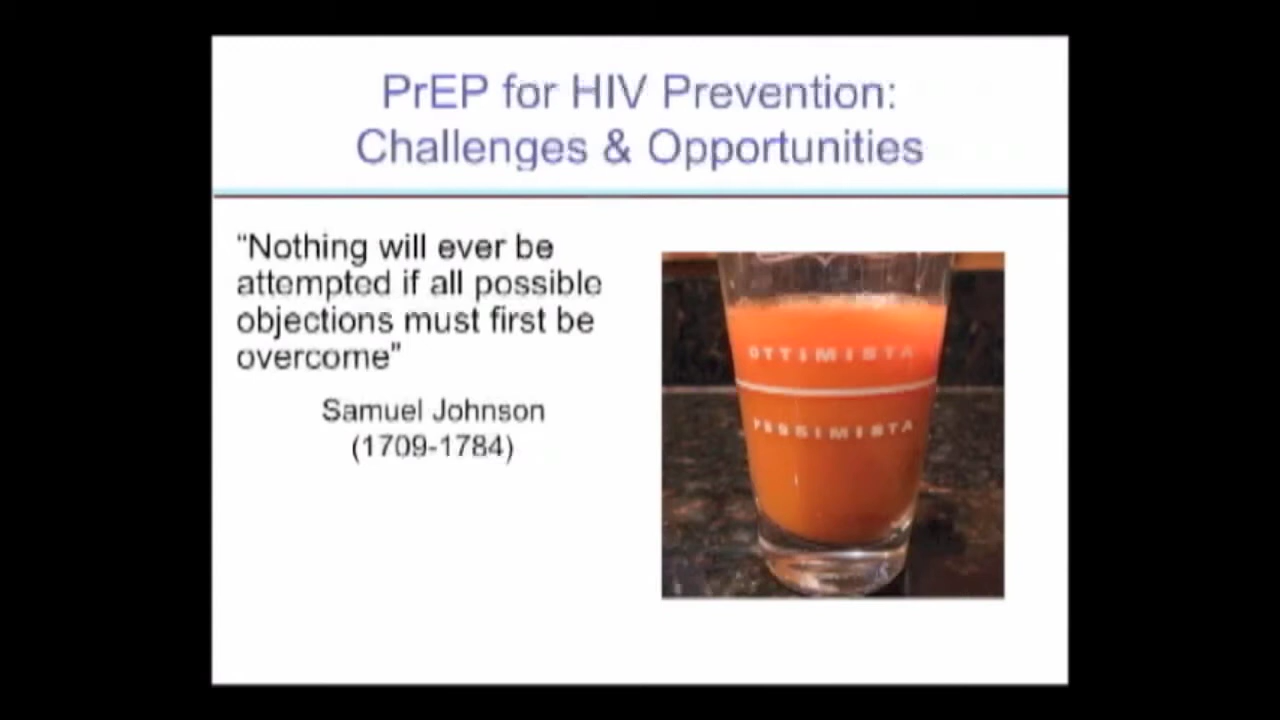 PrEP for HIV Prevention:
Challenges & Opportunities
“Nothing will ever be
attempted if all possible
objections must first be
overcome”
Samuel Johnson
(1709-1784)
OTTIMISTA
PESSIMISTA